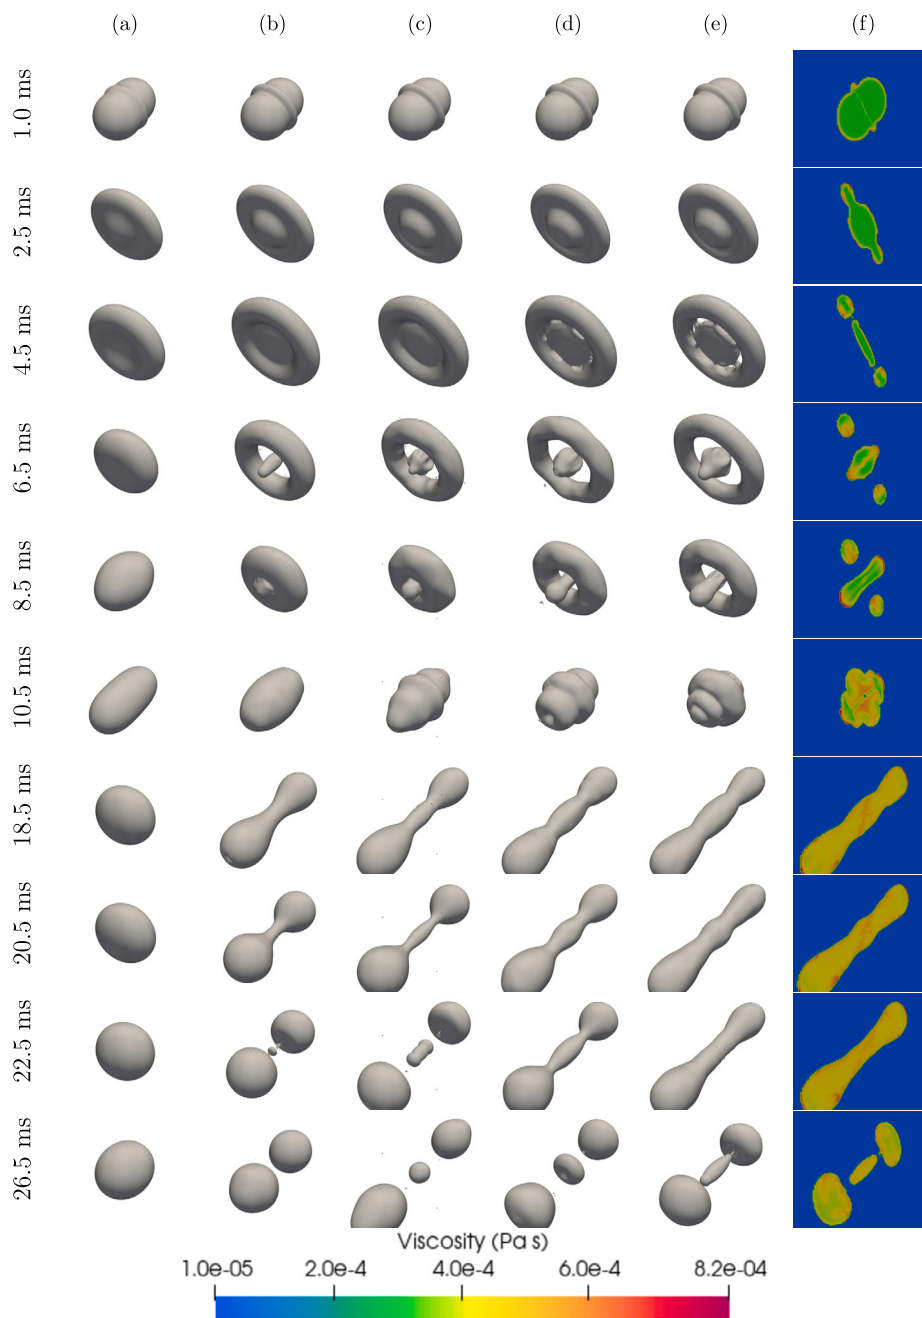 (a) (b) (c) (d) (e) (f)
1.0 ms
2.5 ms
4.5 ms
6.5 ms
8.5 ms
10.5 ms
18.5 ms
20.5 ms
22.5 ms
26.5 ms
Viscosity (Pa s)
1.0e-05 2.0e-4 4.0e-4 6.0e-4 8.2e-04